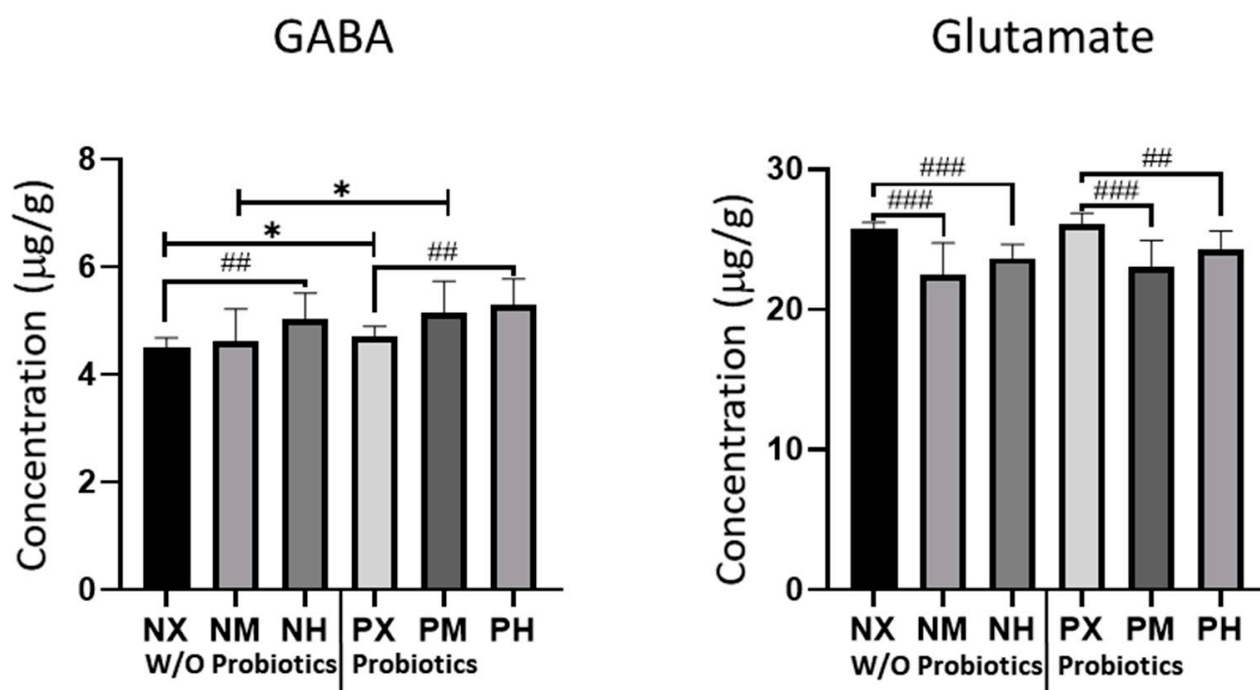 GABA
Concentration (µg/g)
8
6
4
2
0
*
*
##
##
NX NM NH PX PM PH
W/O Probiotics Probiotics
Glutamate
Concentration (µg/g)
30
20
10
0
###
###
##
###
NX NM NH PX PM PH
W/O Probiotics Probiotics